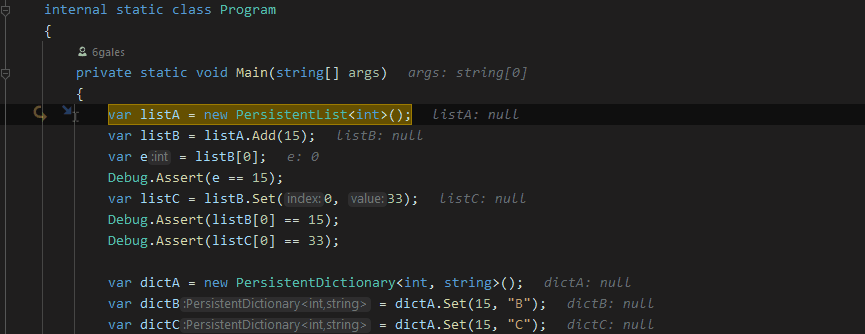 internal static class Program
{
6gales
private static void Main(string[] args) args: string[0]
{
var listA = new PersistentList<int>(); listA: null
var listB = listA.Add(15); listB: null
var e :int = listB[0]; e: 0
Debug.Assert(e == 15);
var listC = listB.Set( index: 0, value: 33); listC: null
Debug.Assert(listB[0] == 15);
Debug.Assert(listC[0] == 33);
var dictA = new PersistentDictionary<int, string>(); dictA: null
var dictB :PersistentDictionary<int,string> = dictA.Set(15, "B"); dictB: null
var dictC :PersistentDictionary<int,string> = dictA.Set(15, "C"); dictC: null